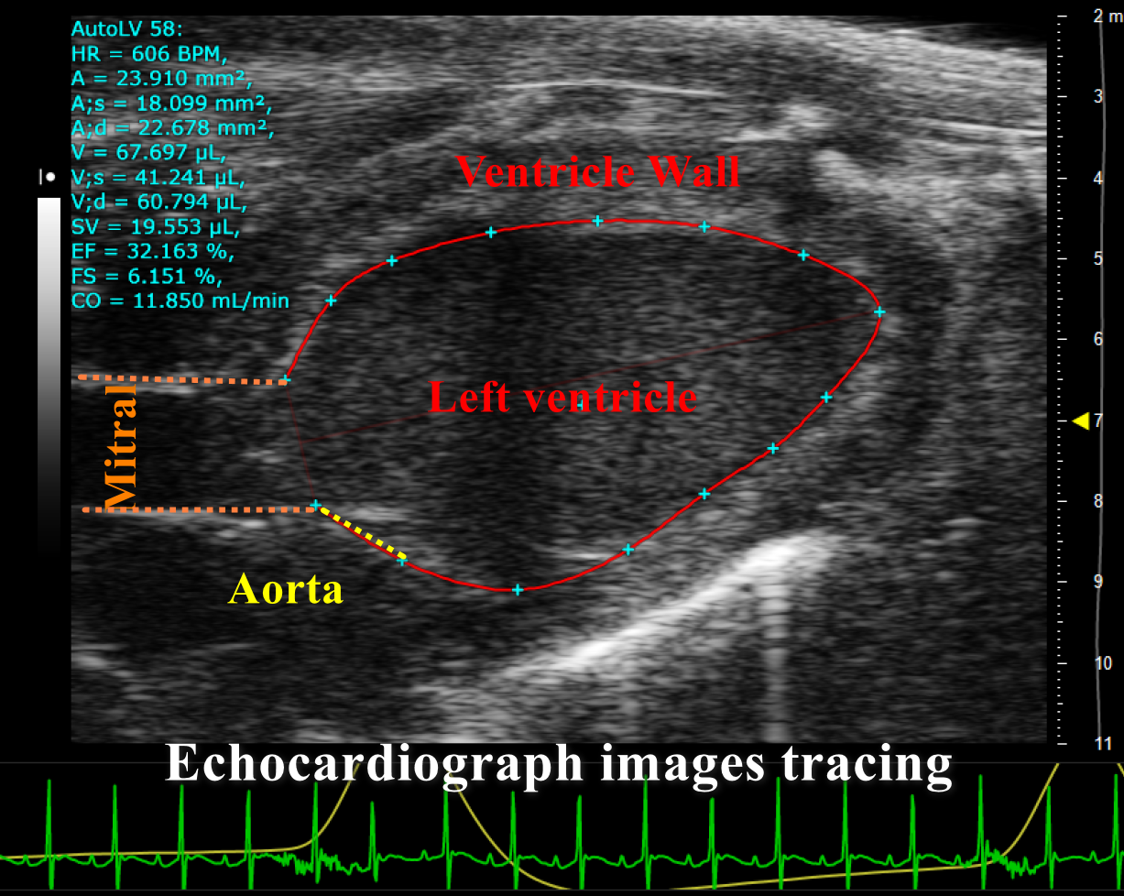 AutoLV 58:
HR = 606 BPM,
A = 23.910 mm²,
A;s = 18.099 mm²,
A;d = 22.678 mm²,
V = 67.697 µL,
V;s = 41.241 µL,
V;d = 60.794 µL,
SV = 19.553 µL,
EF = 32.163 %,
FS = 6.151 %,
CO = 11.850 mL/min
Ventricle Wall
Left ventricle
Mitral
Aorta
2 m
3
4
5
6
7
8
9
10
11
Echocardiograph images tracing